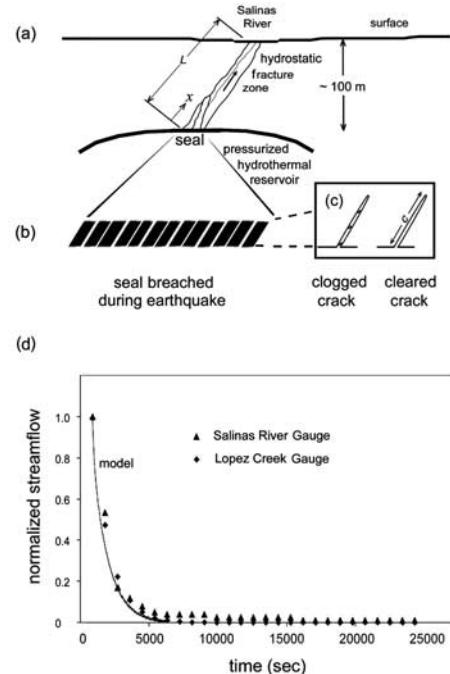 (a)
Salinas
River
surface
L
x
hydrostatic
fracture
zone
~ 100 m
seal
pressurized
hydrothermal
reservoir
(b)
(c)
c
seal breached
during earthquake
clogged
crack
cleared
crack
(d)
normalized streamflow
1.0
0.8
0.6
0.4
0.2
0
model
Salinas River Gauge
Lopez Creek Gauge
0
5000
10000
15000
20000
25000
time (sec)